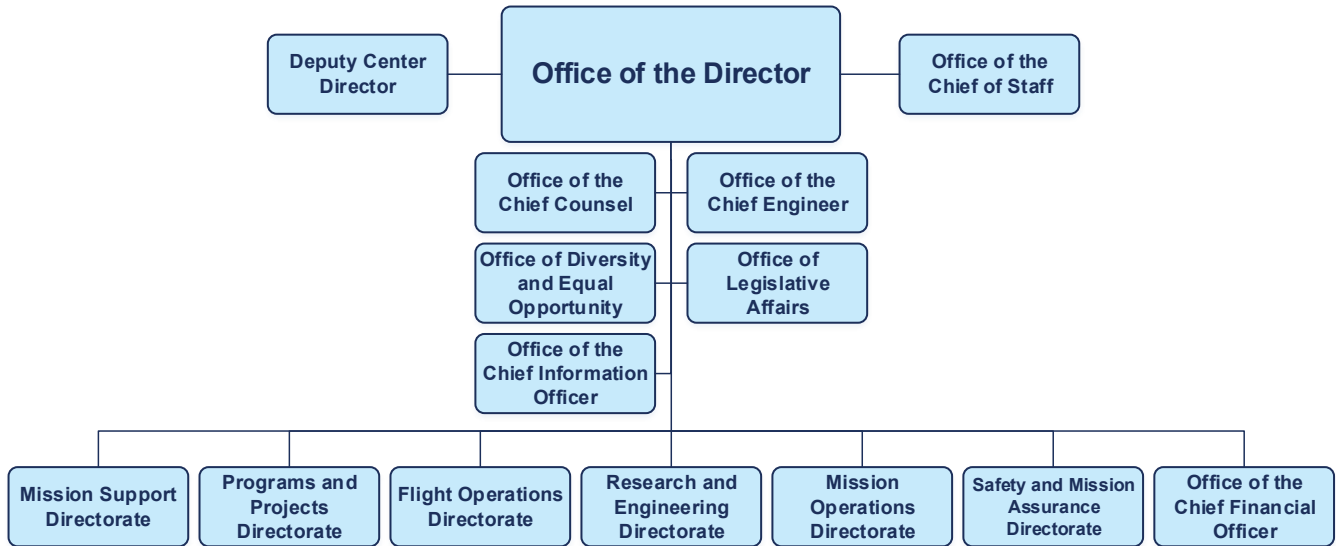 Deputy Center
Director
Office of the Director
Office of the
Chief of Staff
Office of the
Chief Counsel
Office of the
Chief Engineer
Office of Diversity
and Equal
Opportunity
Office of
Legislative
Affairs
Office of the
Chief Information
Officer
Mission Support
Directorate
Programs and
Projects
Directorate
Flight Operations
Directorate
Research and
Engineering
Directorate
Mission
Operations
Directorate
Safety and Mission
Assurance
Directorate
Office of the
Chief Financial
Officer